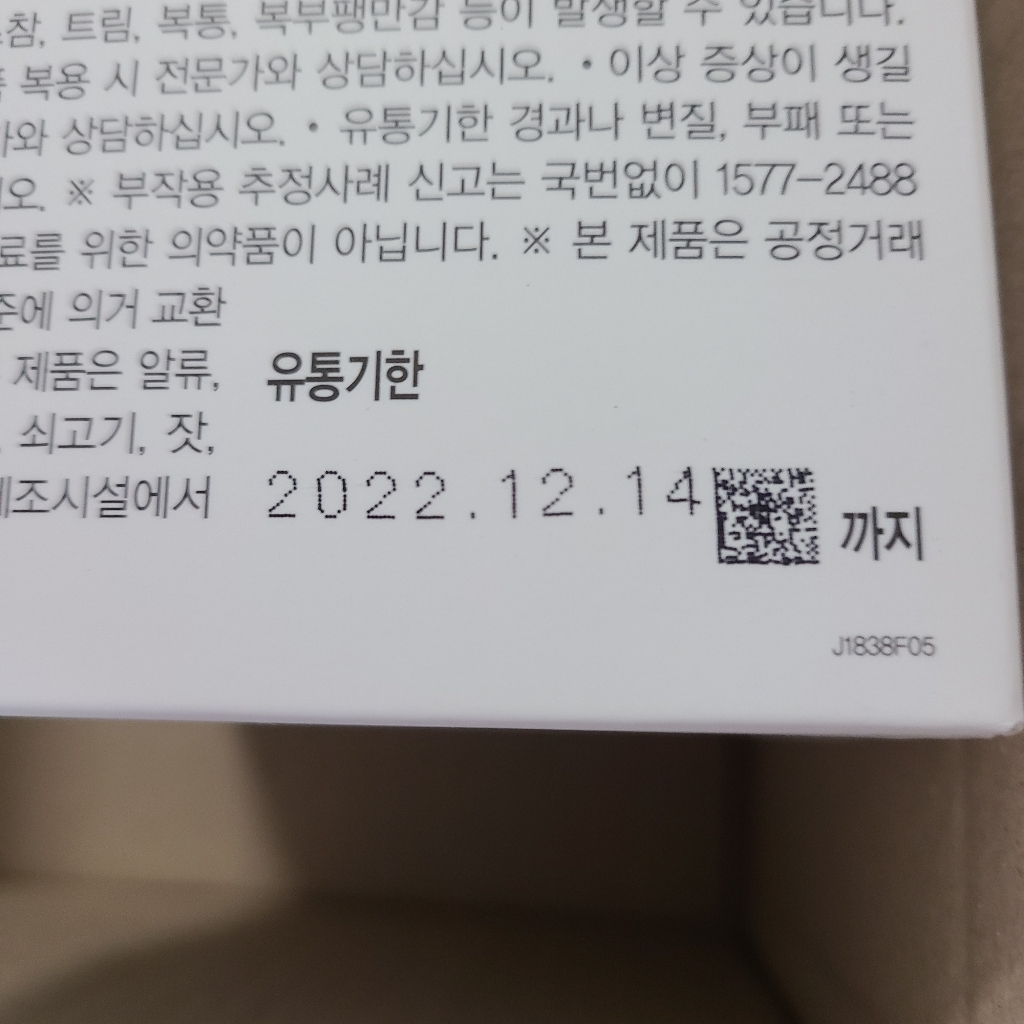 참, 트림, 복통, 복부팽만감 등이 발생할 수 있습니다.
복용 시 전문가와 상담하십시오. • 이상 증상이 생길
와 상담하십시오. • 유통기한 경과나 변질, 부패 또는
오. ※ 부작용 추정사례 신고는 국번없이 1577-2488
료를 위한 의약품이 아닙니다. ※ 본 제품은 공정거래
준에 의거 교환
제품은 알류,
쇠고기, 잣,
제조시설에서
유통기한
2022.12.14 까지
J1838F05